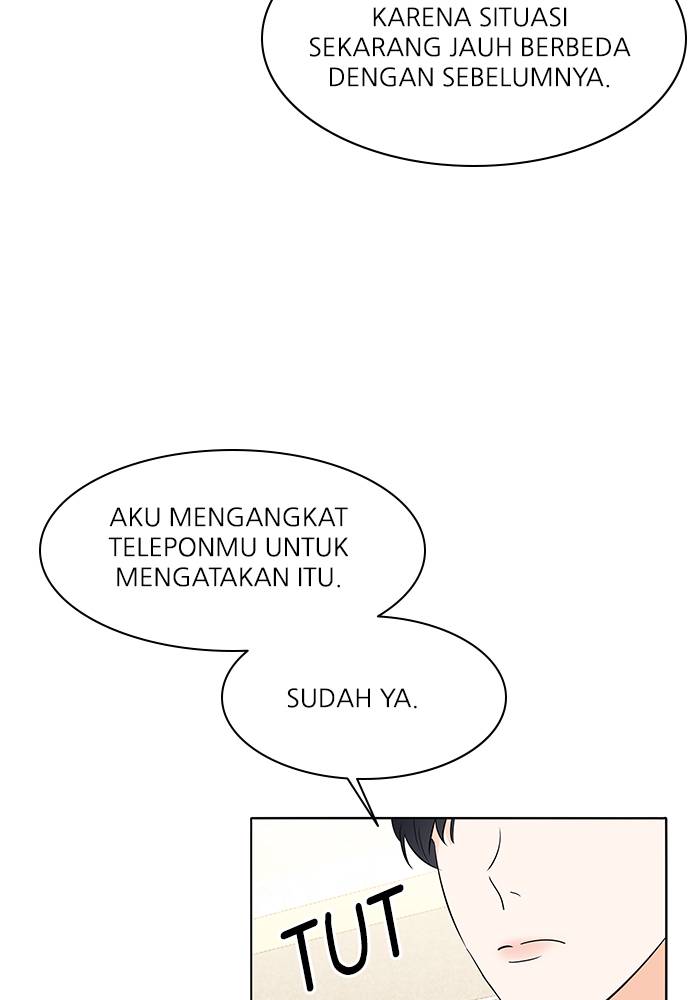 KARENA SITUASI
SEKARANG JAUH BERBEDA
DENGAN SEBELUMNYA.
AKU MENGANGKAT
TELEPONMU UNTUK
MENGATAKAN ITU.
SUDAH YA.
TUT